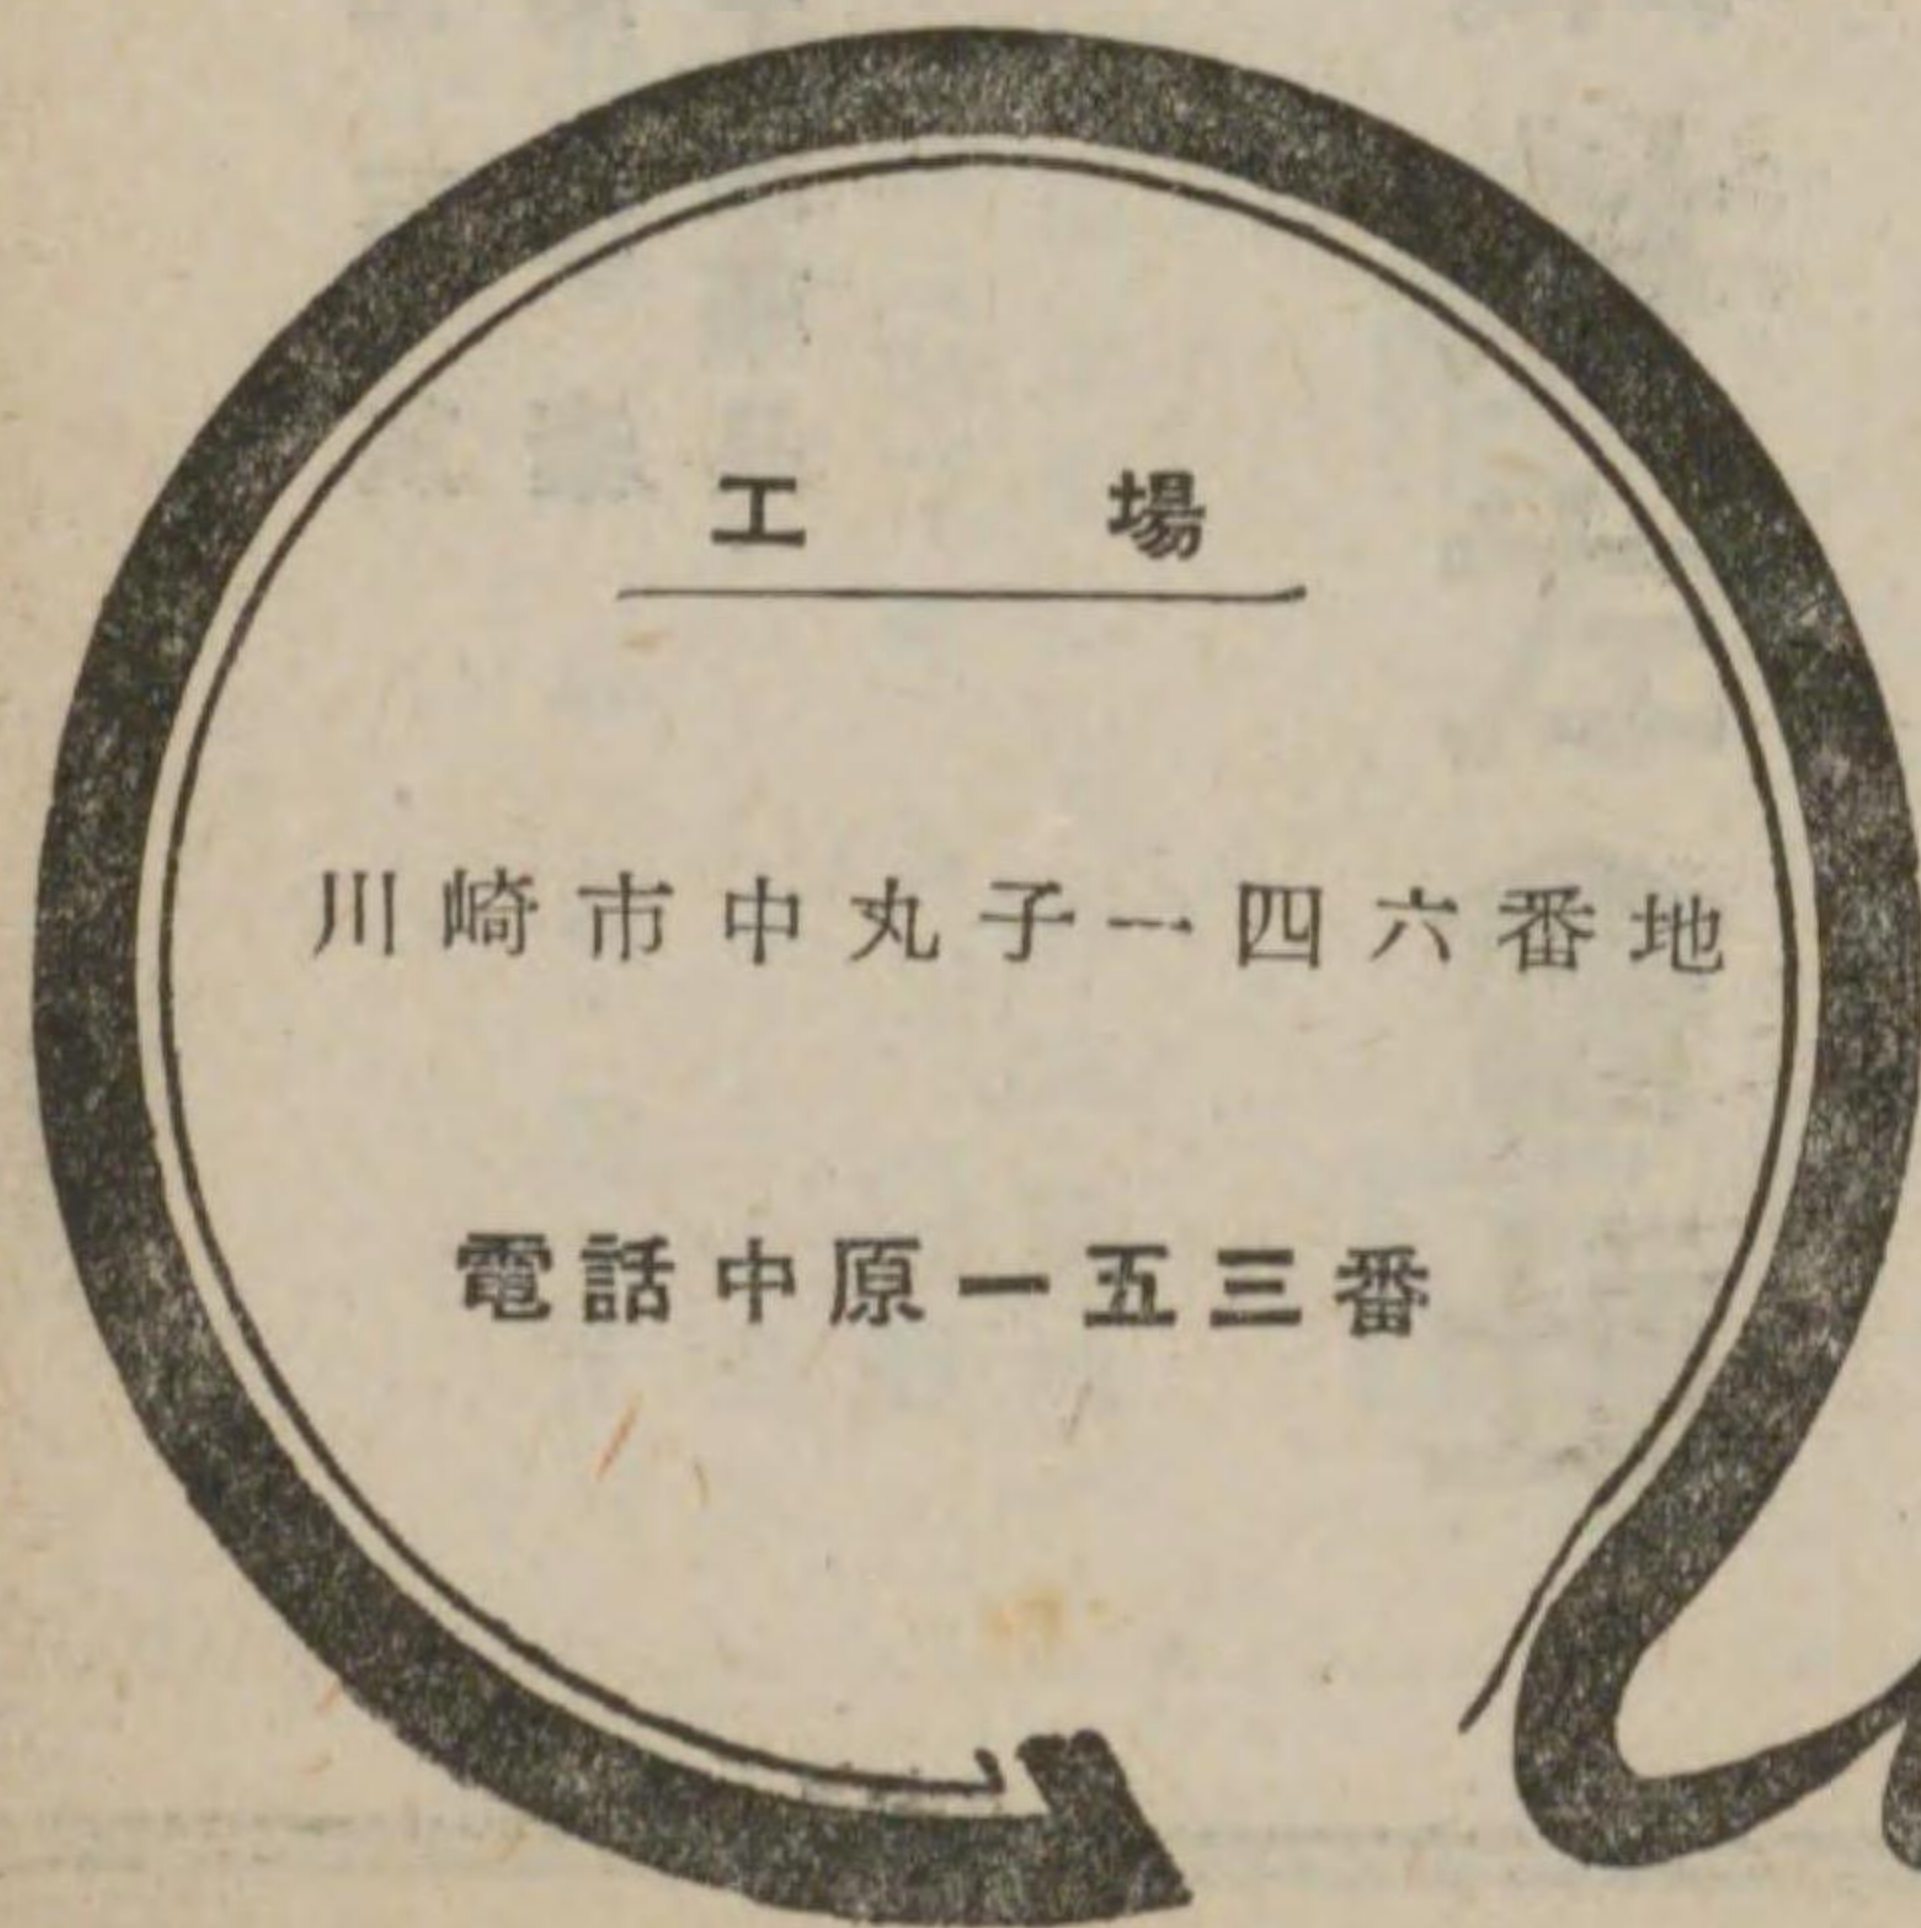 工場
川崎市中丸子一四六番地
電話中原一五三番